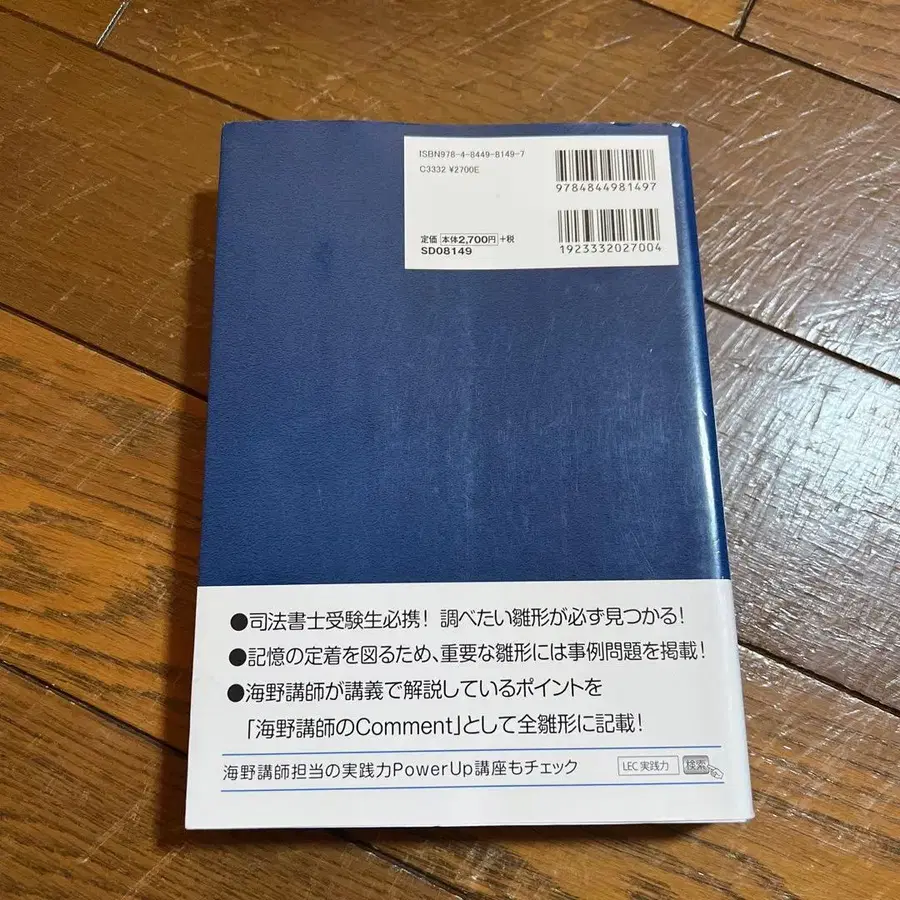 ISBN978-4-8449-8149-7
C3332 ¥2700E
9784844981497
定価 本体2,700円 +税
SD08149
1923332027004
●司法書士受験生必携! 調べたい雛形が必ず見つかる!
●記憶の定着を図るため、重要な雛形には事例問題を掲載!
●海野講師が講義で解説しているポイントを
「海野講師のComment」として全雛形に記載!
海野講師担当の実践力PowerUp講座もチェック LEC 実践力 検索